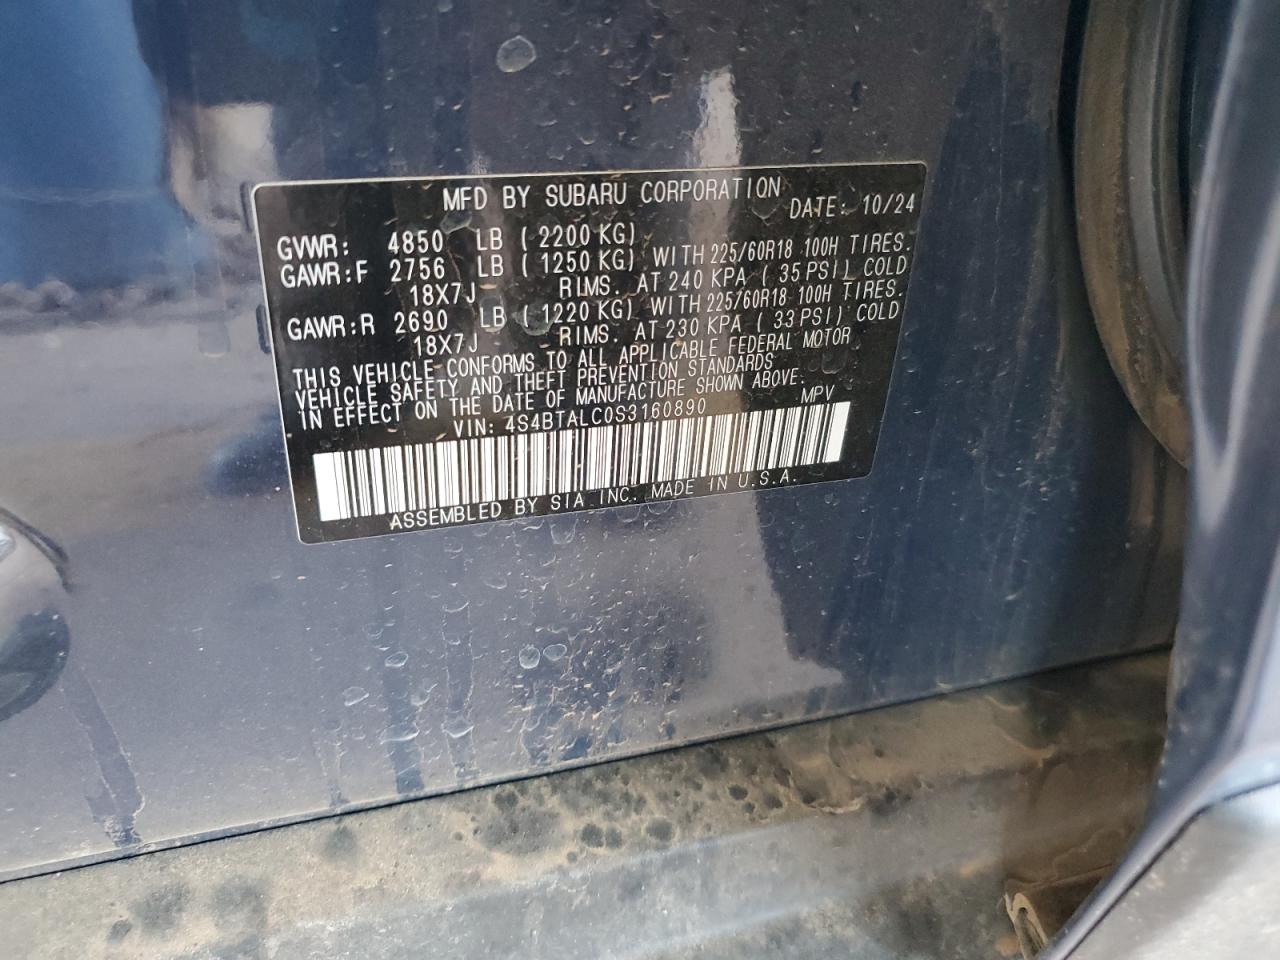 MFD BY SUBARU CORPORATION
DATE: 10/24
GVWR: 4850 LB ( 2200 KG)
GAWR:F 2756 LB ( 1250 KG) WITH 225/60R18 100H TIRES.
18X7J RIMS. AT 240 KPA ( 35 PSI) COLD
GAWR:R 2690 LB ( 1220 KG) WITH 225/60R18 100H TIRES.
18X7J RIMS. AT 230 KPA ( 33 PSI) COLD
THIS VEHICLE CONFORMS TO ALL APPLICABLE FEDERAL MOTOR
VEHICLE SAFETY AND THEFT PREVENTION STANDARDS
IN EFFECT ON THE DATE OF MANUFACTURE SHOWN ABOVE.
VIN: 4S4BTALC0S3160890 MPV
ASSEMBLED BY SIA INC. MADE IN U.S.A.